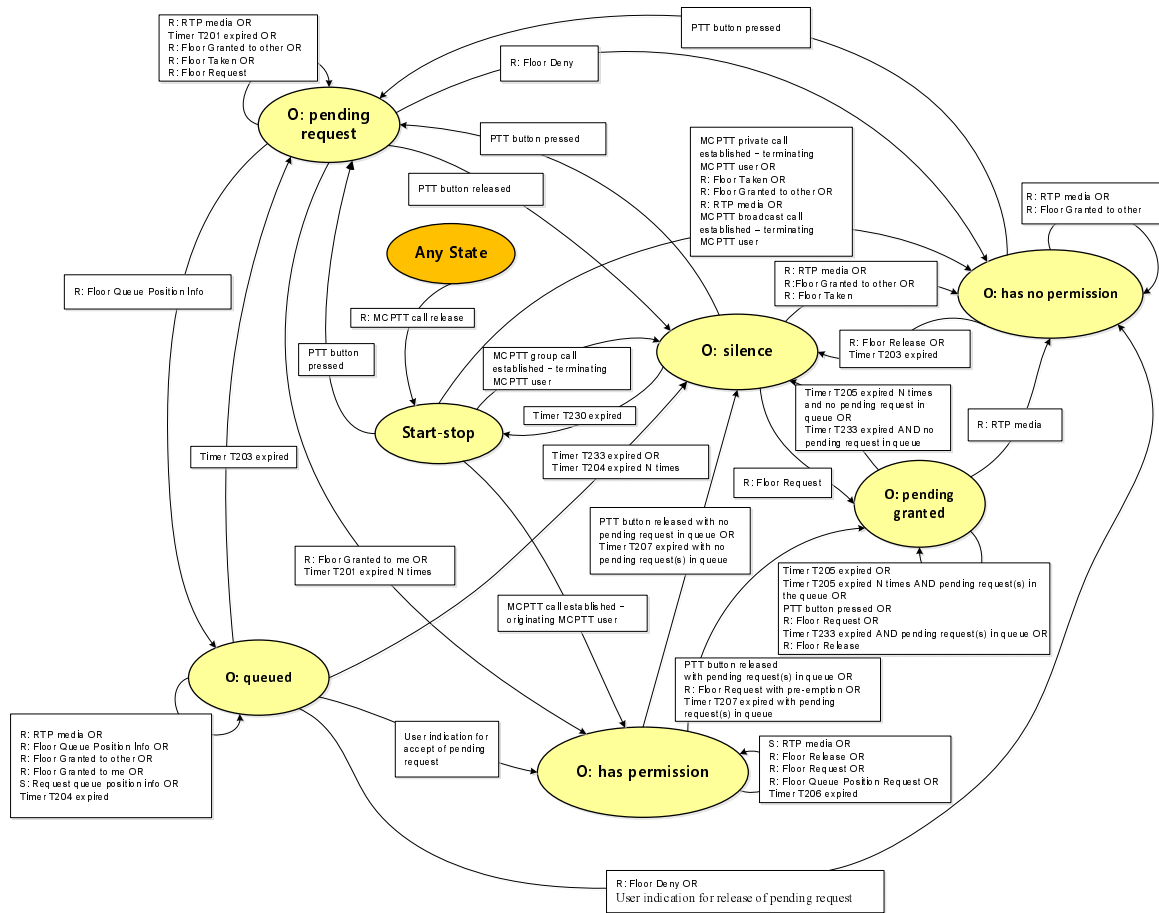 R: RTP media OR
Timer T201 expired OR
R: Floor Granted to other OR
R: Floor Taken OR
R: Floor Request
PTT button pressed
R: Floor Deny
O: pending
request
PTT button pressed
MCPTT private call
established – terminating
MCPTT user OR
R: Floor Taken OR
R: Floor Granted to other OR
R: RTP media OR
MCPTT broadcast call
established – terminating
MCPTT user
PTT button released
R: RTP media OR
R: Floor Granted to other
Any State
R: RTP media OR
R:Floor Granted to other OR
R: Floor Taken
O: has no permission
R: Floor Queue Position Info
R: MCPTT call release
PTT button
pressed
MCPTT group call
established – terminating
MCPTT user
O: silence
R: Floor Release OR
Timer T203 expired
Timer T230 expired
Timer T205 expired N times
and no pending request in
queue OR
Timer T233 expired AND no
pending request in queue
R: RTP media
Start-stop
Timer T203 expired
Timer T233 expired OR
Timer T204 expired N times
R: Floor Request
O: pending
granted
PTT button released with no
pending request in queue OR
Timer T207 expired with no
pending request(s) in queue
R: Floor Granted to me OR
Timer T201 expired N times
Timer T205 expired OR
Timer T205 expired N times AND pending request(s) in
the queue OR
PTT button pressed OR
R: Floor Request OR
Timer T233 expired AND pending request(s) in queue OR
R: Floor Release
MCPTT call established –
originating MCPTT user
O: queued
PTT button released
with pending request(s) in queue OR
R: Floor Request with pre-emption OR
Timer T207 expired with pending
request(s) in queue
R: RTP media OR
R: Floor Queue Position Info OR
R: Floor Granted to other OR
R: Floor Granted to me OR
S: Request queue position info OR
Timer T204 expired
User indication for
accept of pending
request
O: has permission
S: RTP media OR
R: Floor Release OR
R: Floor Request OR
R: Floor Queue Position Request OR
Timer T206 expired
R: Floor Deny OR
User indication for release of pending request